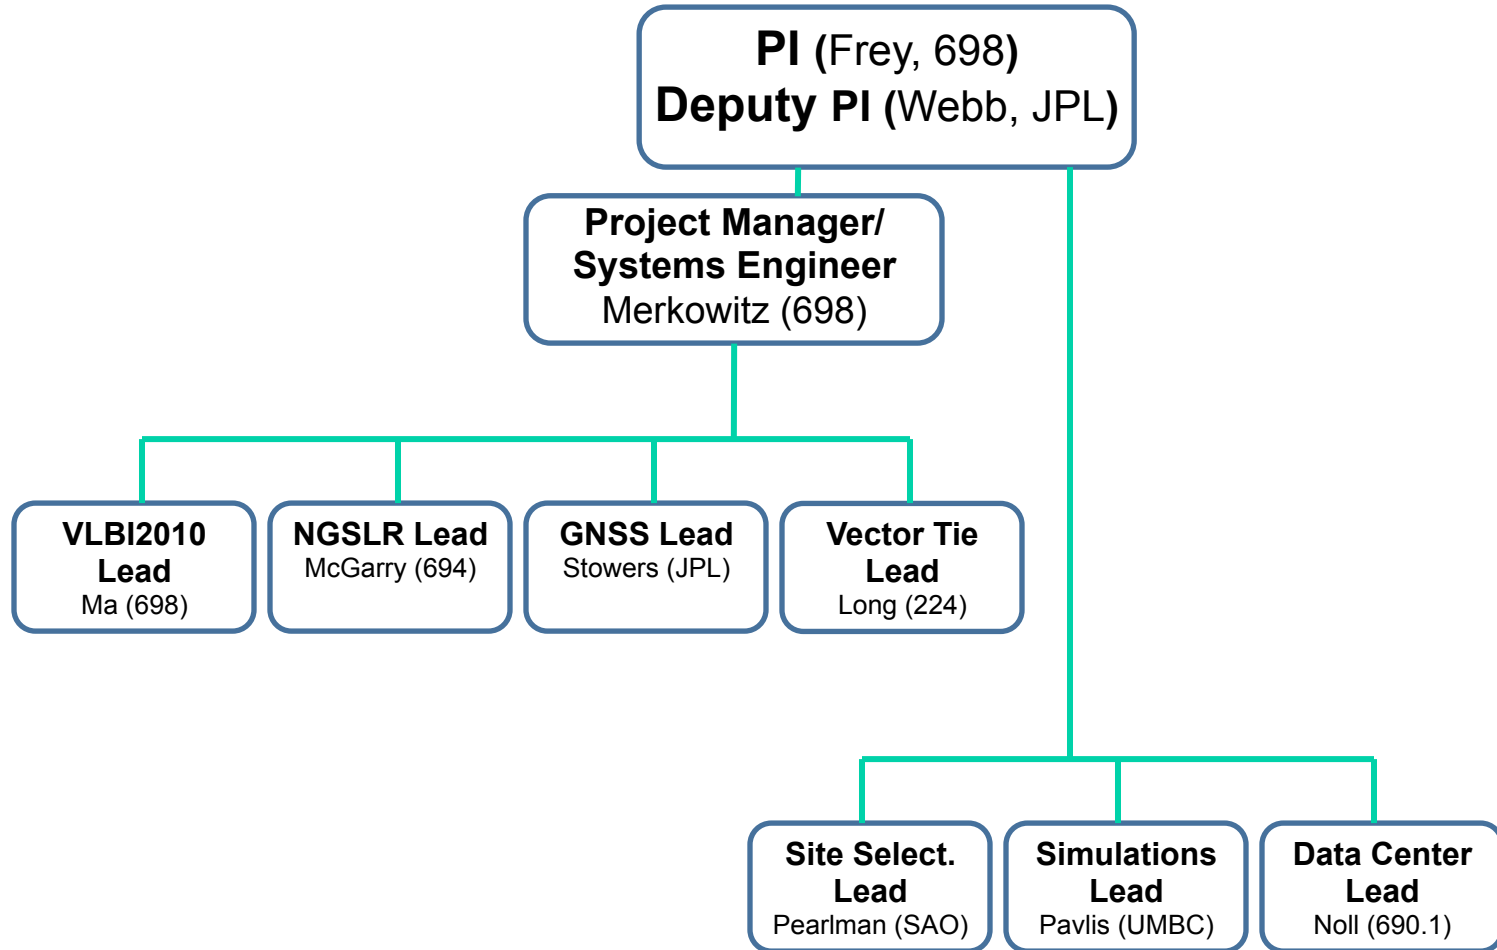 PI (Frey, 698)
Deputy PI (Webb, JPL)
Project Manager/
Systems Engineer
Merkowitz (698)
VLBI2010
Lead
Ma (698)
NGSLR Lead
McGarry (694)
GNSS Lead
Stowers (JPL)
Vector Tie
Lead
Long (224)
Site Select.
Lead
Pearlman (SAO)
Simulations
Lead
Pavlis (UMBC)
Data Center
Lead
Noll (690.1)